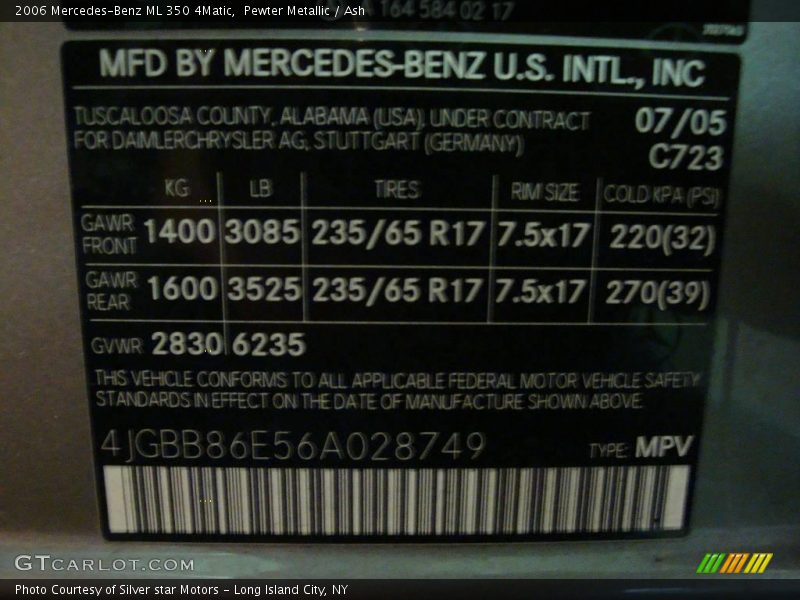 2006 Mercedes-Benz ML 350 4Matic, Pewter Metallic / Ash
164 584 02 17
MFD BY MERCEDES-BENZ U.S. INTL., INC
TUSCALOOSA COUNTY, ALABAMA (USA) UNDER CONTRACT 07/05
FOR DAIMLERCHRYSLER AG, STUTTGART (GERMANY) C723
KG LB TIRES RIM SIZE COLD KPA (PSI)
GAWR FRONT 1400 3085 235/65 R17 7.5x17 220(32)
GAWR REAR 1600 3525 235/65 R17 7.5x17 270(39)
GVWR 2830 6235
THIS VEHICLE CONFORMS TO ALL APPLICABLE FEDERAL MOTOR VEHICLE SAFETY
STANDARDS IN EFFECT ON THE DATE OF MANUFACTURE SHOWN ABOVE.
4JGBB86E56A028749 TYPE: MPV
GTCARLOT.COM
Photo Courtesy of Silver star Motors - Long Island City, NY